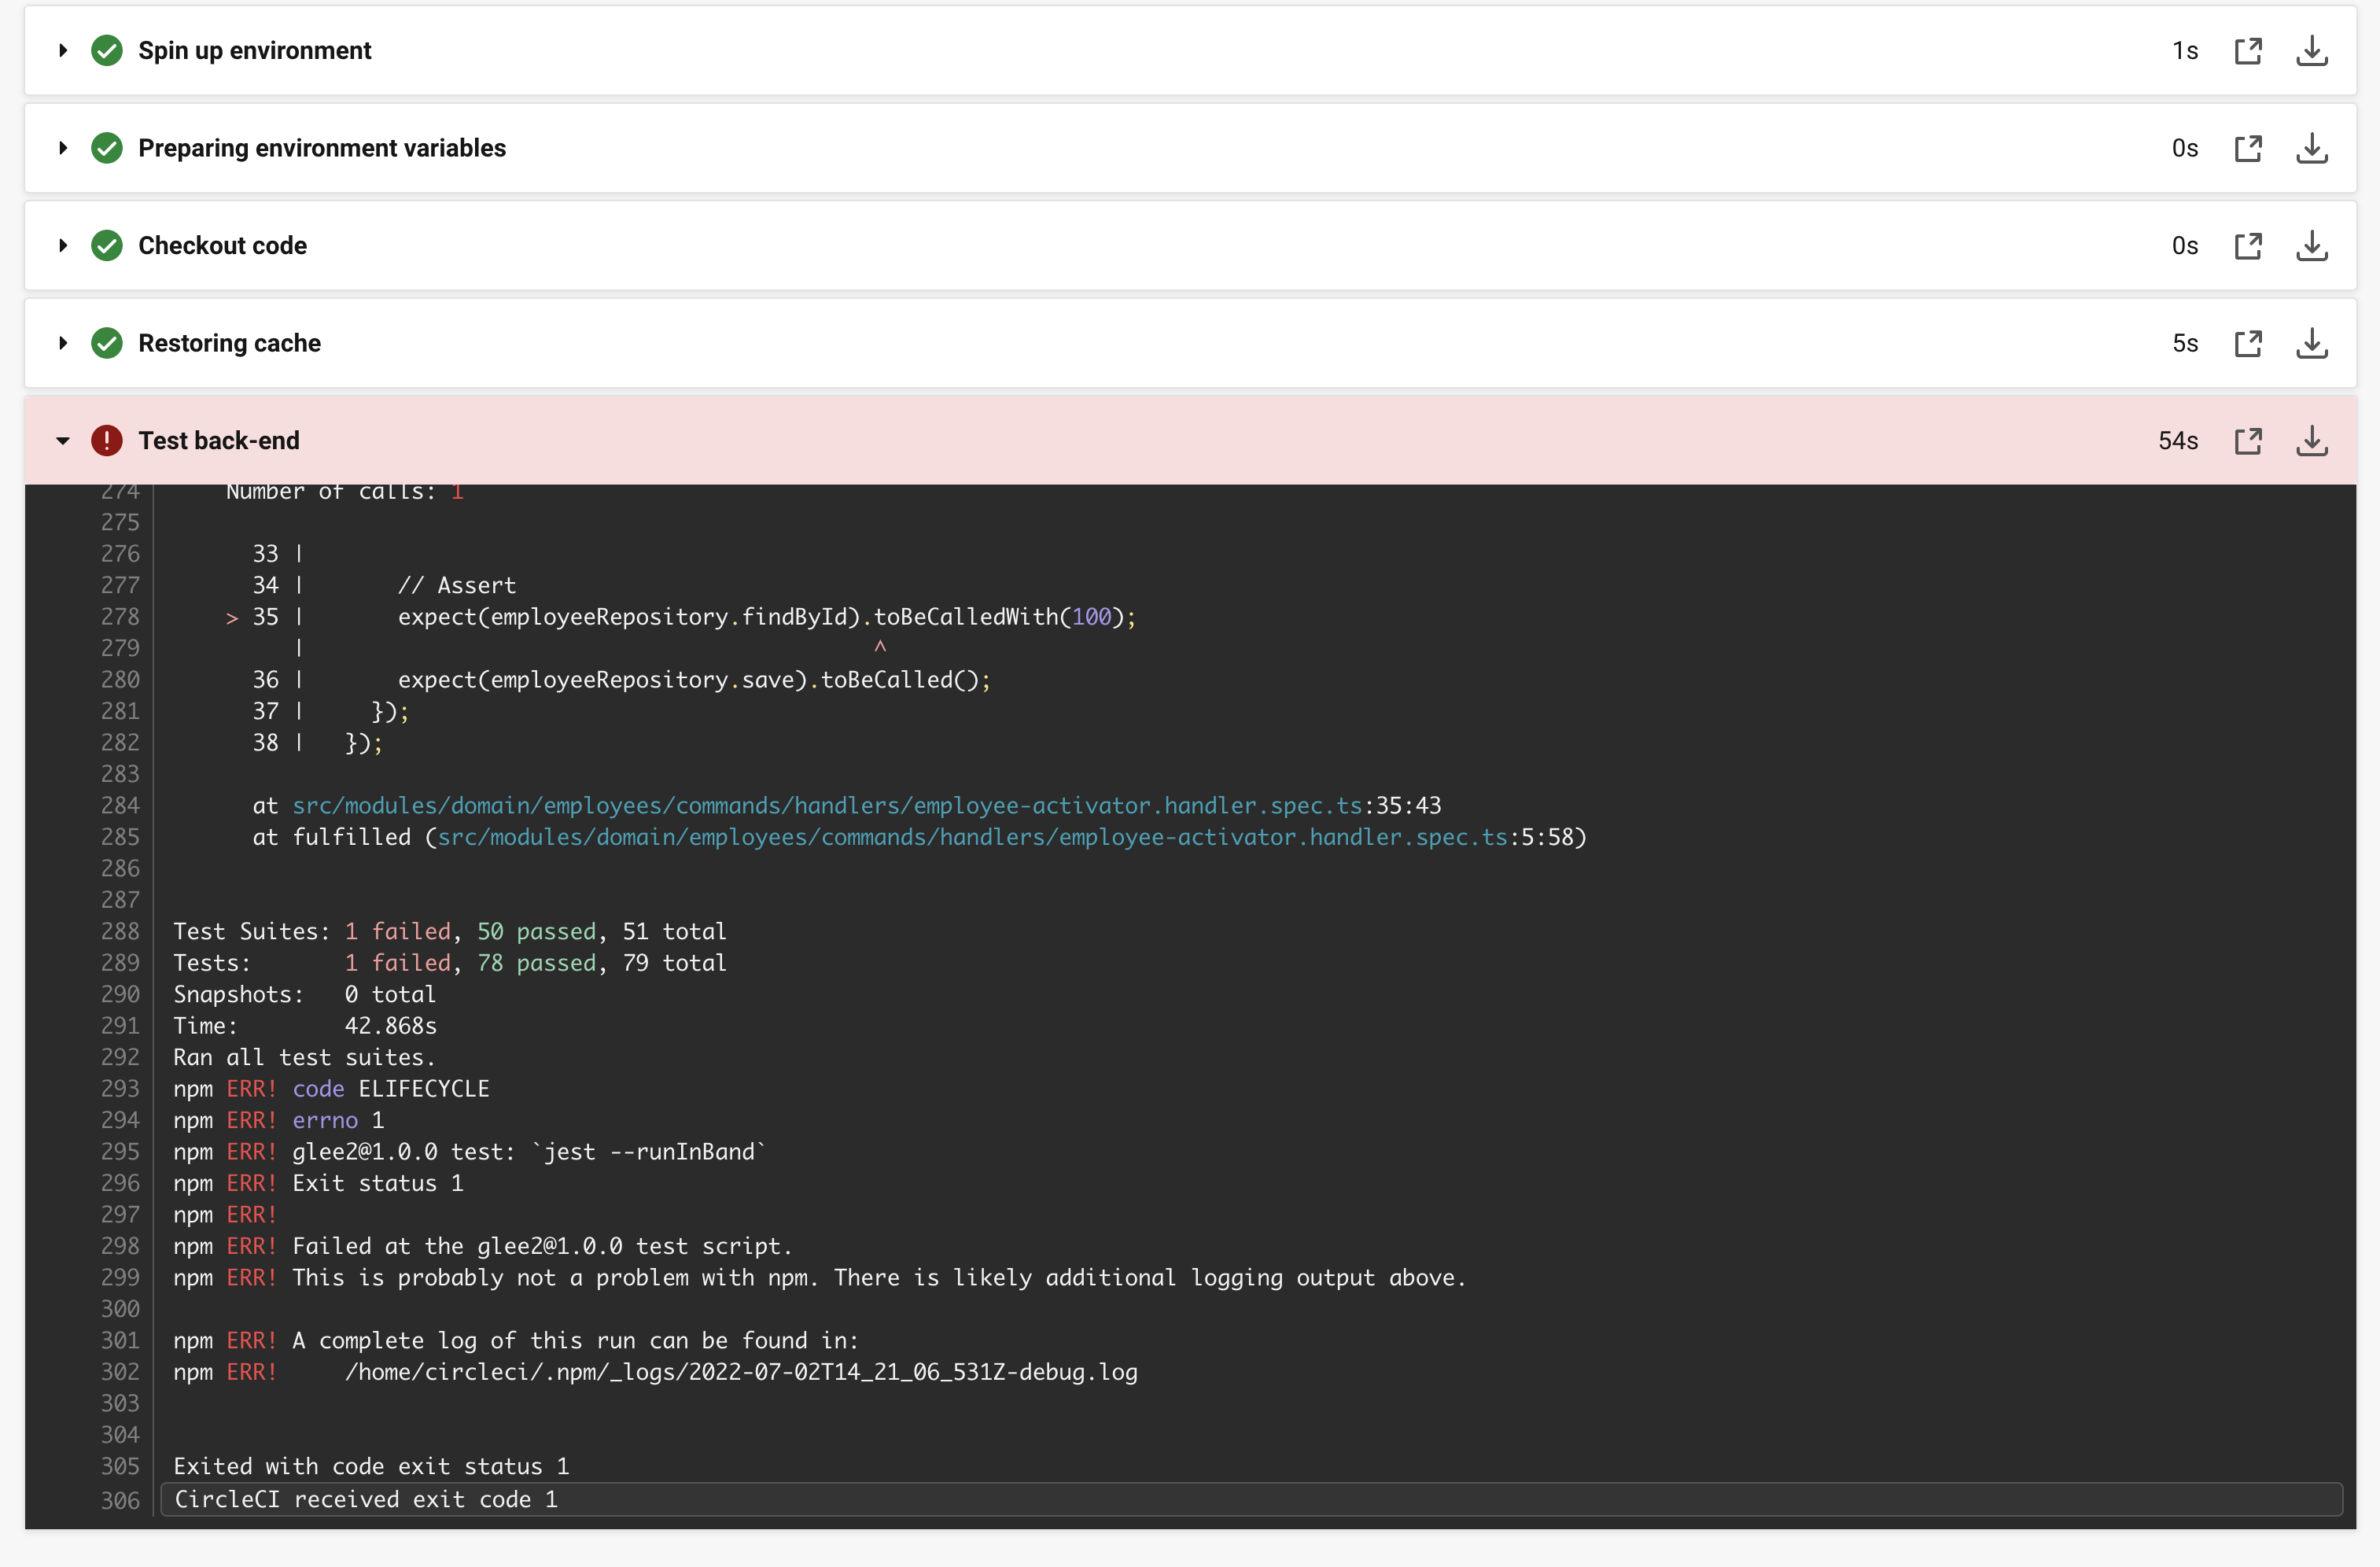 Spin up environment 1s
Preparing environment variables 0s
Checkout code 0s
Restoring cache 5s
Test back-end 54s
274 Number of calls: 1
275
276 33 |
277 34 | // Assert
278 > 35 | expect(employeeRepository.findById).toBeCalledWith(100);
279 | ^
280 36 | expect(employeeRepository.save).toBeCalled();
281 37 | });
282 38 | });
283
284 at src/modules/domain/employees/commands/handlers/employee-activator.handler.spec.ts:35:43
285 at fulfilled (src/modules/domain/employees/commands/handlers/employee-activator.handler.spec.ts:5:58)
286
287
288 Test Suites: 1 failed, 50 passed, 51 total
289 Tests: 1 failed, 78 passed, 79 total
290 Snapshots: 0 total
291 Time: 42.868s
292 Ran all test suites.
293 npm ERR! code ELIFECYCLE
294 npm ERR! errno 1
295 npm ERR! glee2@1.0.0 test: `jest --runInBand`
296 npm ERR! Exit status 1
297 npm ERR!
298 npm ERR! Failed at the glee2@1.0.0 test script.
299 npm ERR! This is probably not a problem with npm. There is likely additional logging output above.
300
301 npm ERR! A complete log of this run can be found in:
302 npm ERR! /home/circleci/.npm/_logs/2022-07-02T14_21_06_531Z-debug.log
303
304
305 Exited with code exit status 1
306 CircleCI received exit code 1